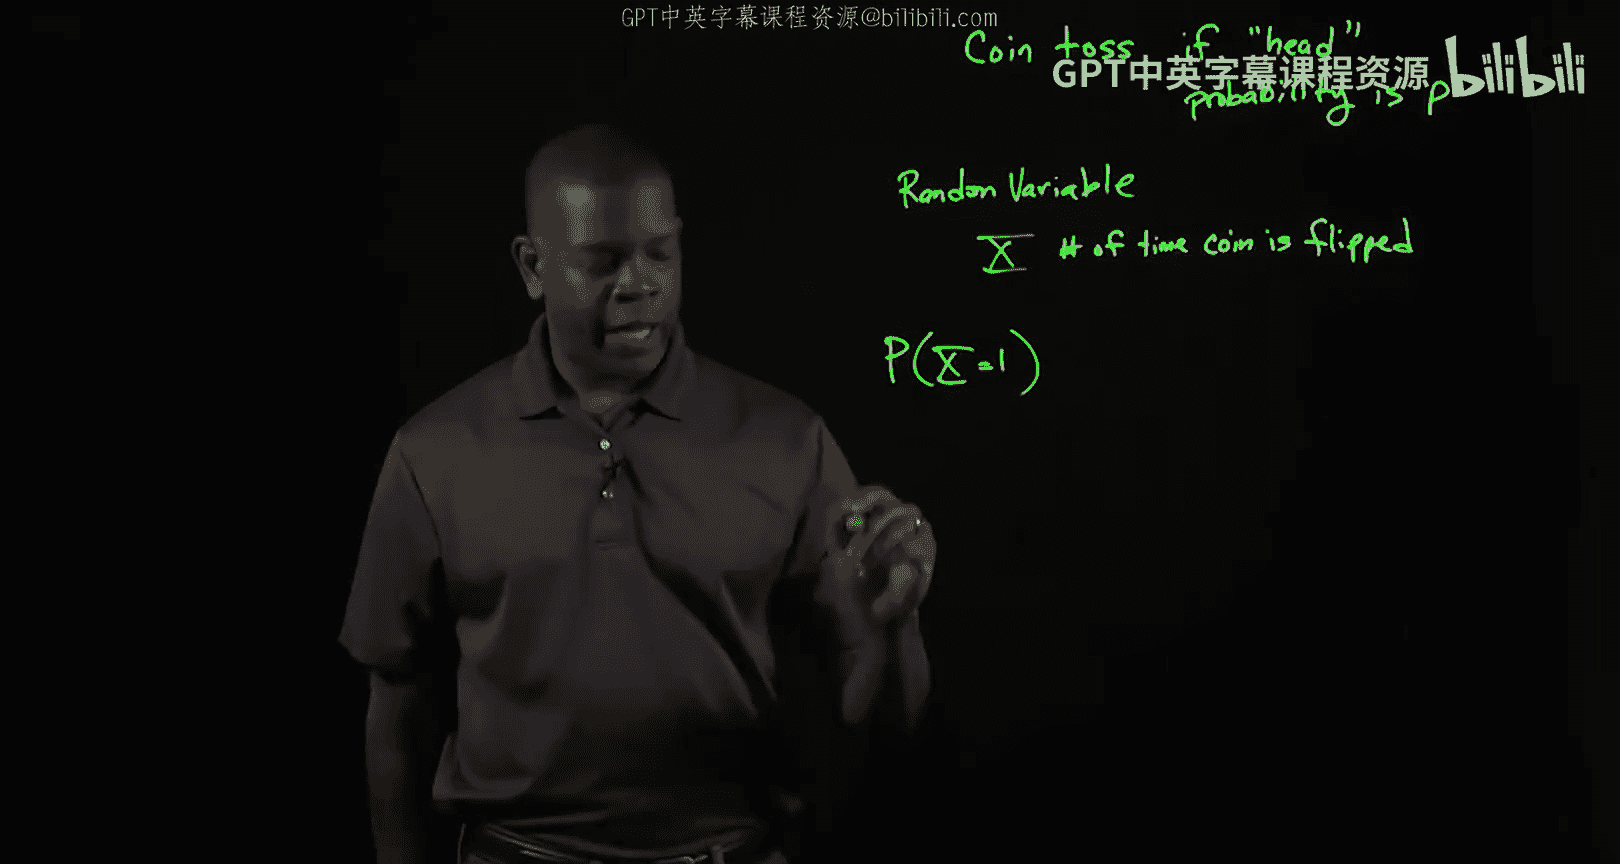 GPT中英字幕课程资源@bilibili.com
Coin toss if "head"
GPT中英字幕课程资源 bilibili
probability is p
Random Variable
X # of time coin is flipped
P(X=1)